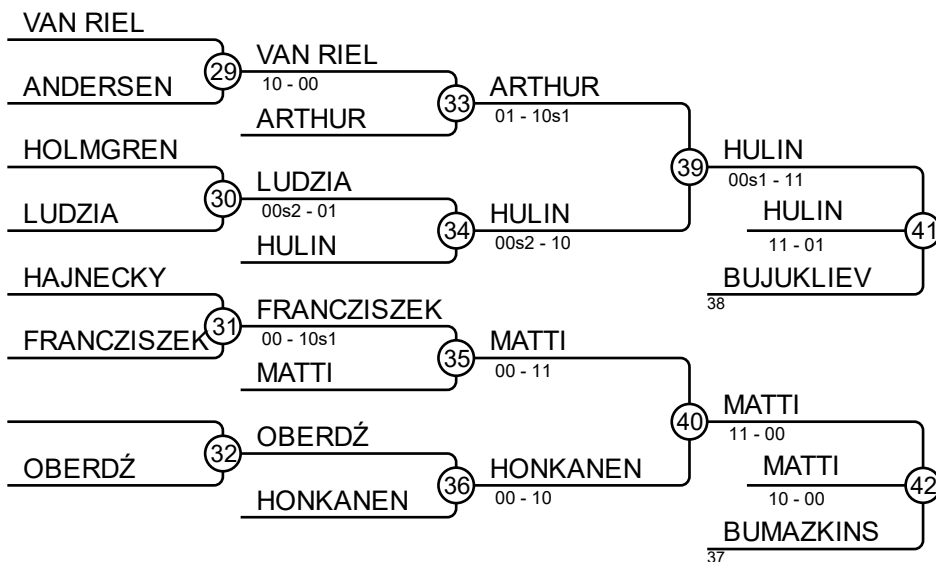 VAN RIEL
29
VAN RIEL
10 - 00
ANDERSEN
33
ARTHUR
01 - 10s1
ARTHUR
HOLMGREN
39
HULIN
00s1 - 11
30
LUDZIA
00s2 - 01
LUDZIA
34
HULIN
00s2 - 10
HULIN
HULIN
11 - 01
41
HAJNECKY
BUJUKLIEV
38
31
FRANCZISZEK
00 - 10s1
FRANCZISZEK
35
MATTI
00 - 11
MATTI
40
MATTI
11 - 00
32
OBERDŹ
OBERDŹ
36
HONKANEN
00 - 10
HONKANEN
MATTI
10 - 00
42
BUMAZKINS
37